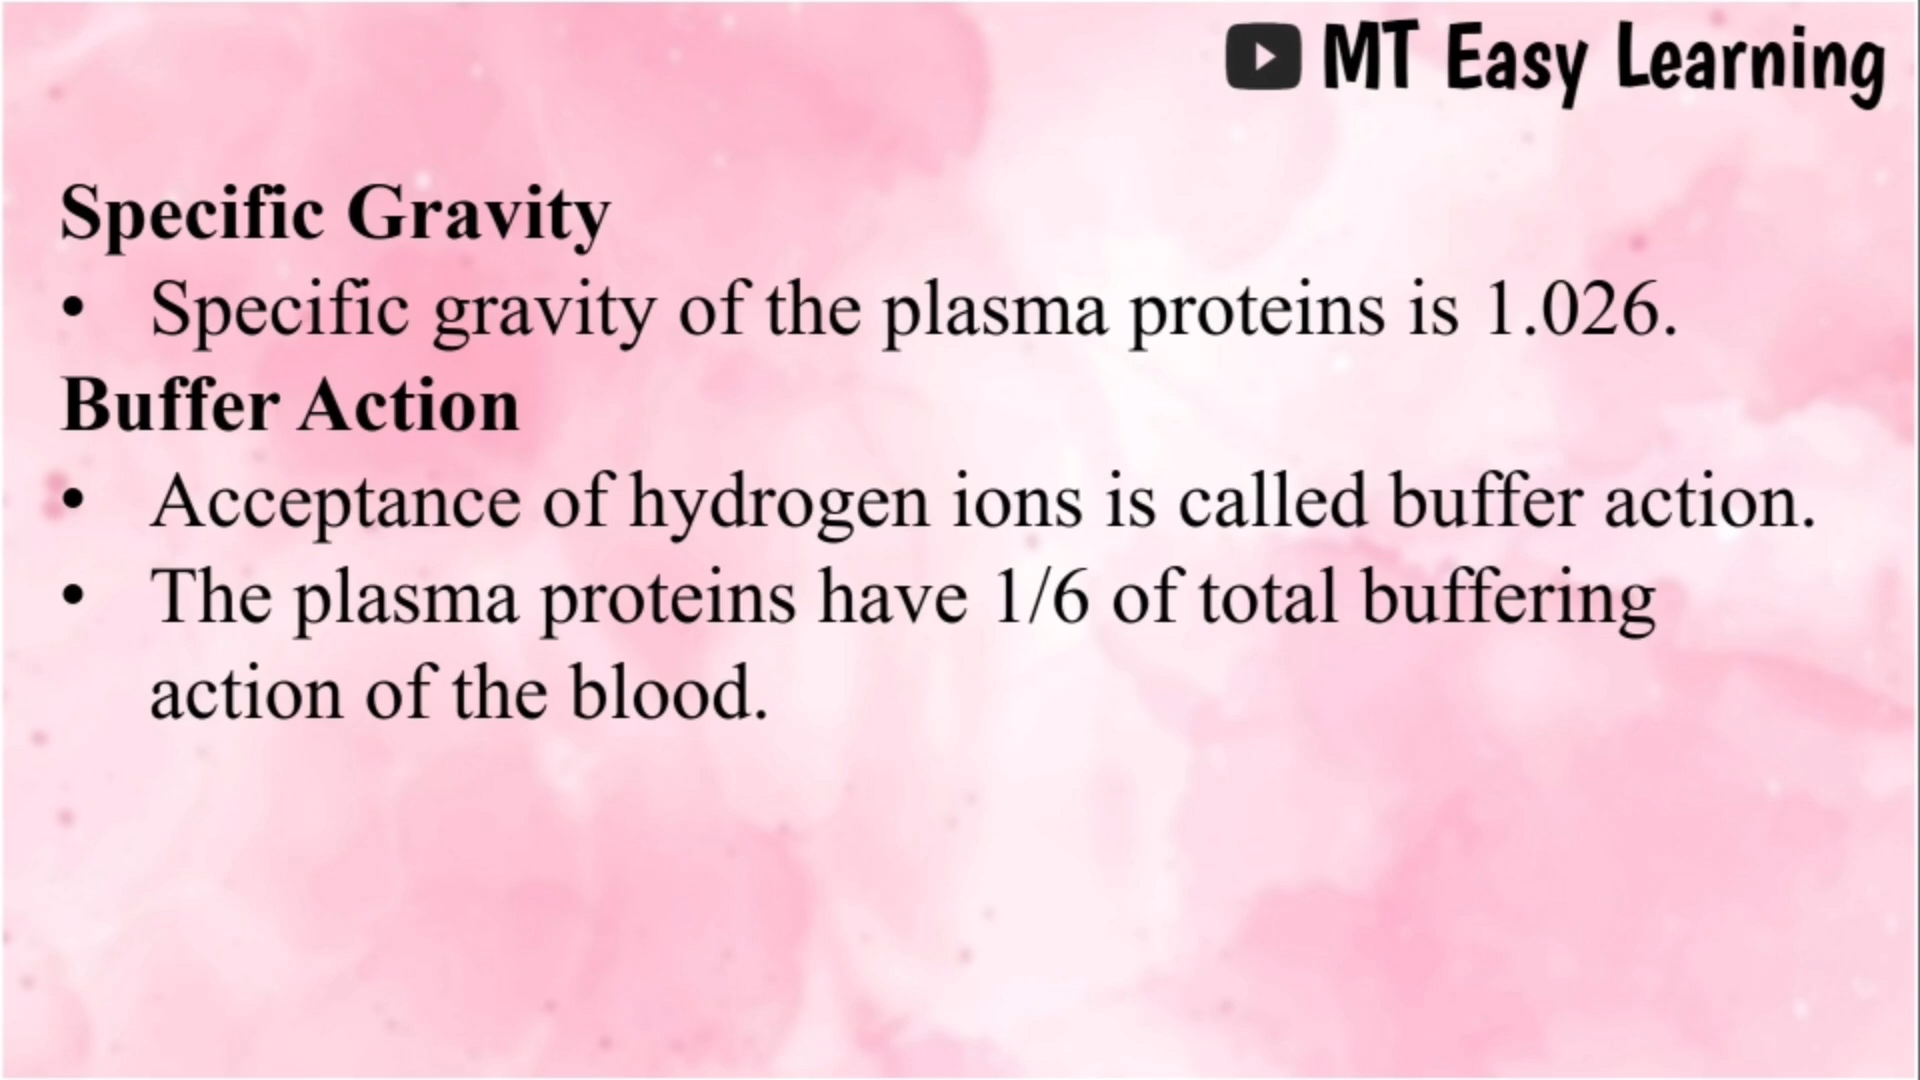 MT Easy Learning
Specific Gravity
• Specific gravity of the plasma proteins is 1.026.
Buffer Action
• Acceptance of hydrogen ions is called buffer action.
• The plasma proteins have 1/6 of total buffering
action of the blood.